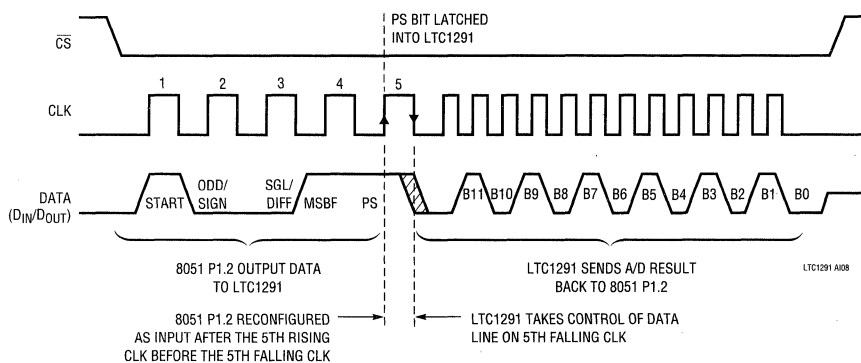 PS BIT LATCHED
INTO LTC1291
CS
1 2 3 4 5
CLK
DATA
(DIN/DOUT)
START
ODD/
SIGN
SGL/
DIFF
MSBF
PS
B11 B10 B9 B8 B7 B6 B5 B4 B3 B2 B1 B0
8051 P1.2 OUTPUT DATA
TO LTC1291
LTC1291 SENDS A/D RESULT
BACK TO 8051 P1.2
LTC1291 AI08
8051 P1.2 RECONFIGURED
AS INPUT AFTER THE 5TH RISING
CLK BEFORE THE 5TH FALLING CLK
LTC1291 TAKES CONTROL OF DATA
LINE ON 5TH FALLING CLK